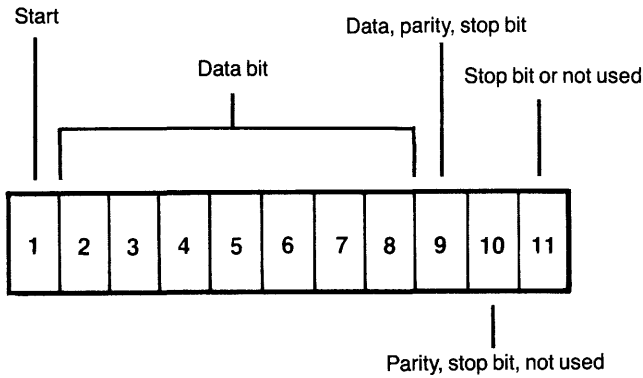 Start
Data, parity, stop bit
Data bit
Stop bit or not used
1 2 3 4 5 6 7 8 9 10 11
Parity, stop bit, not used